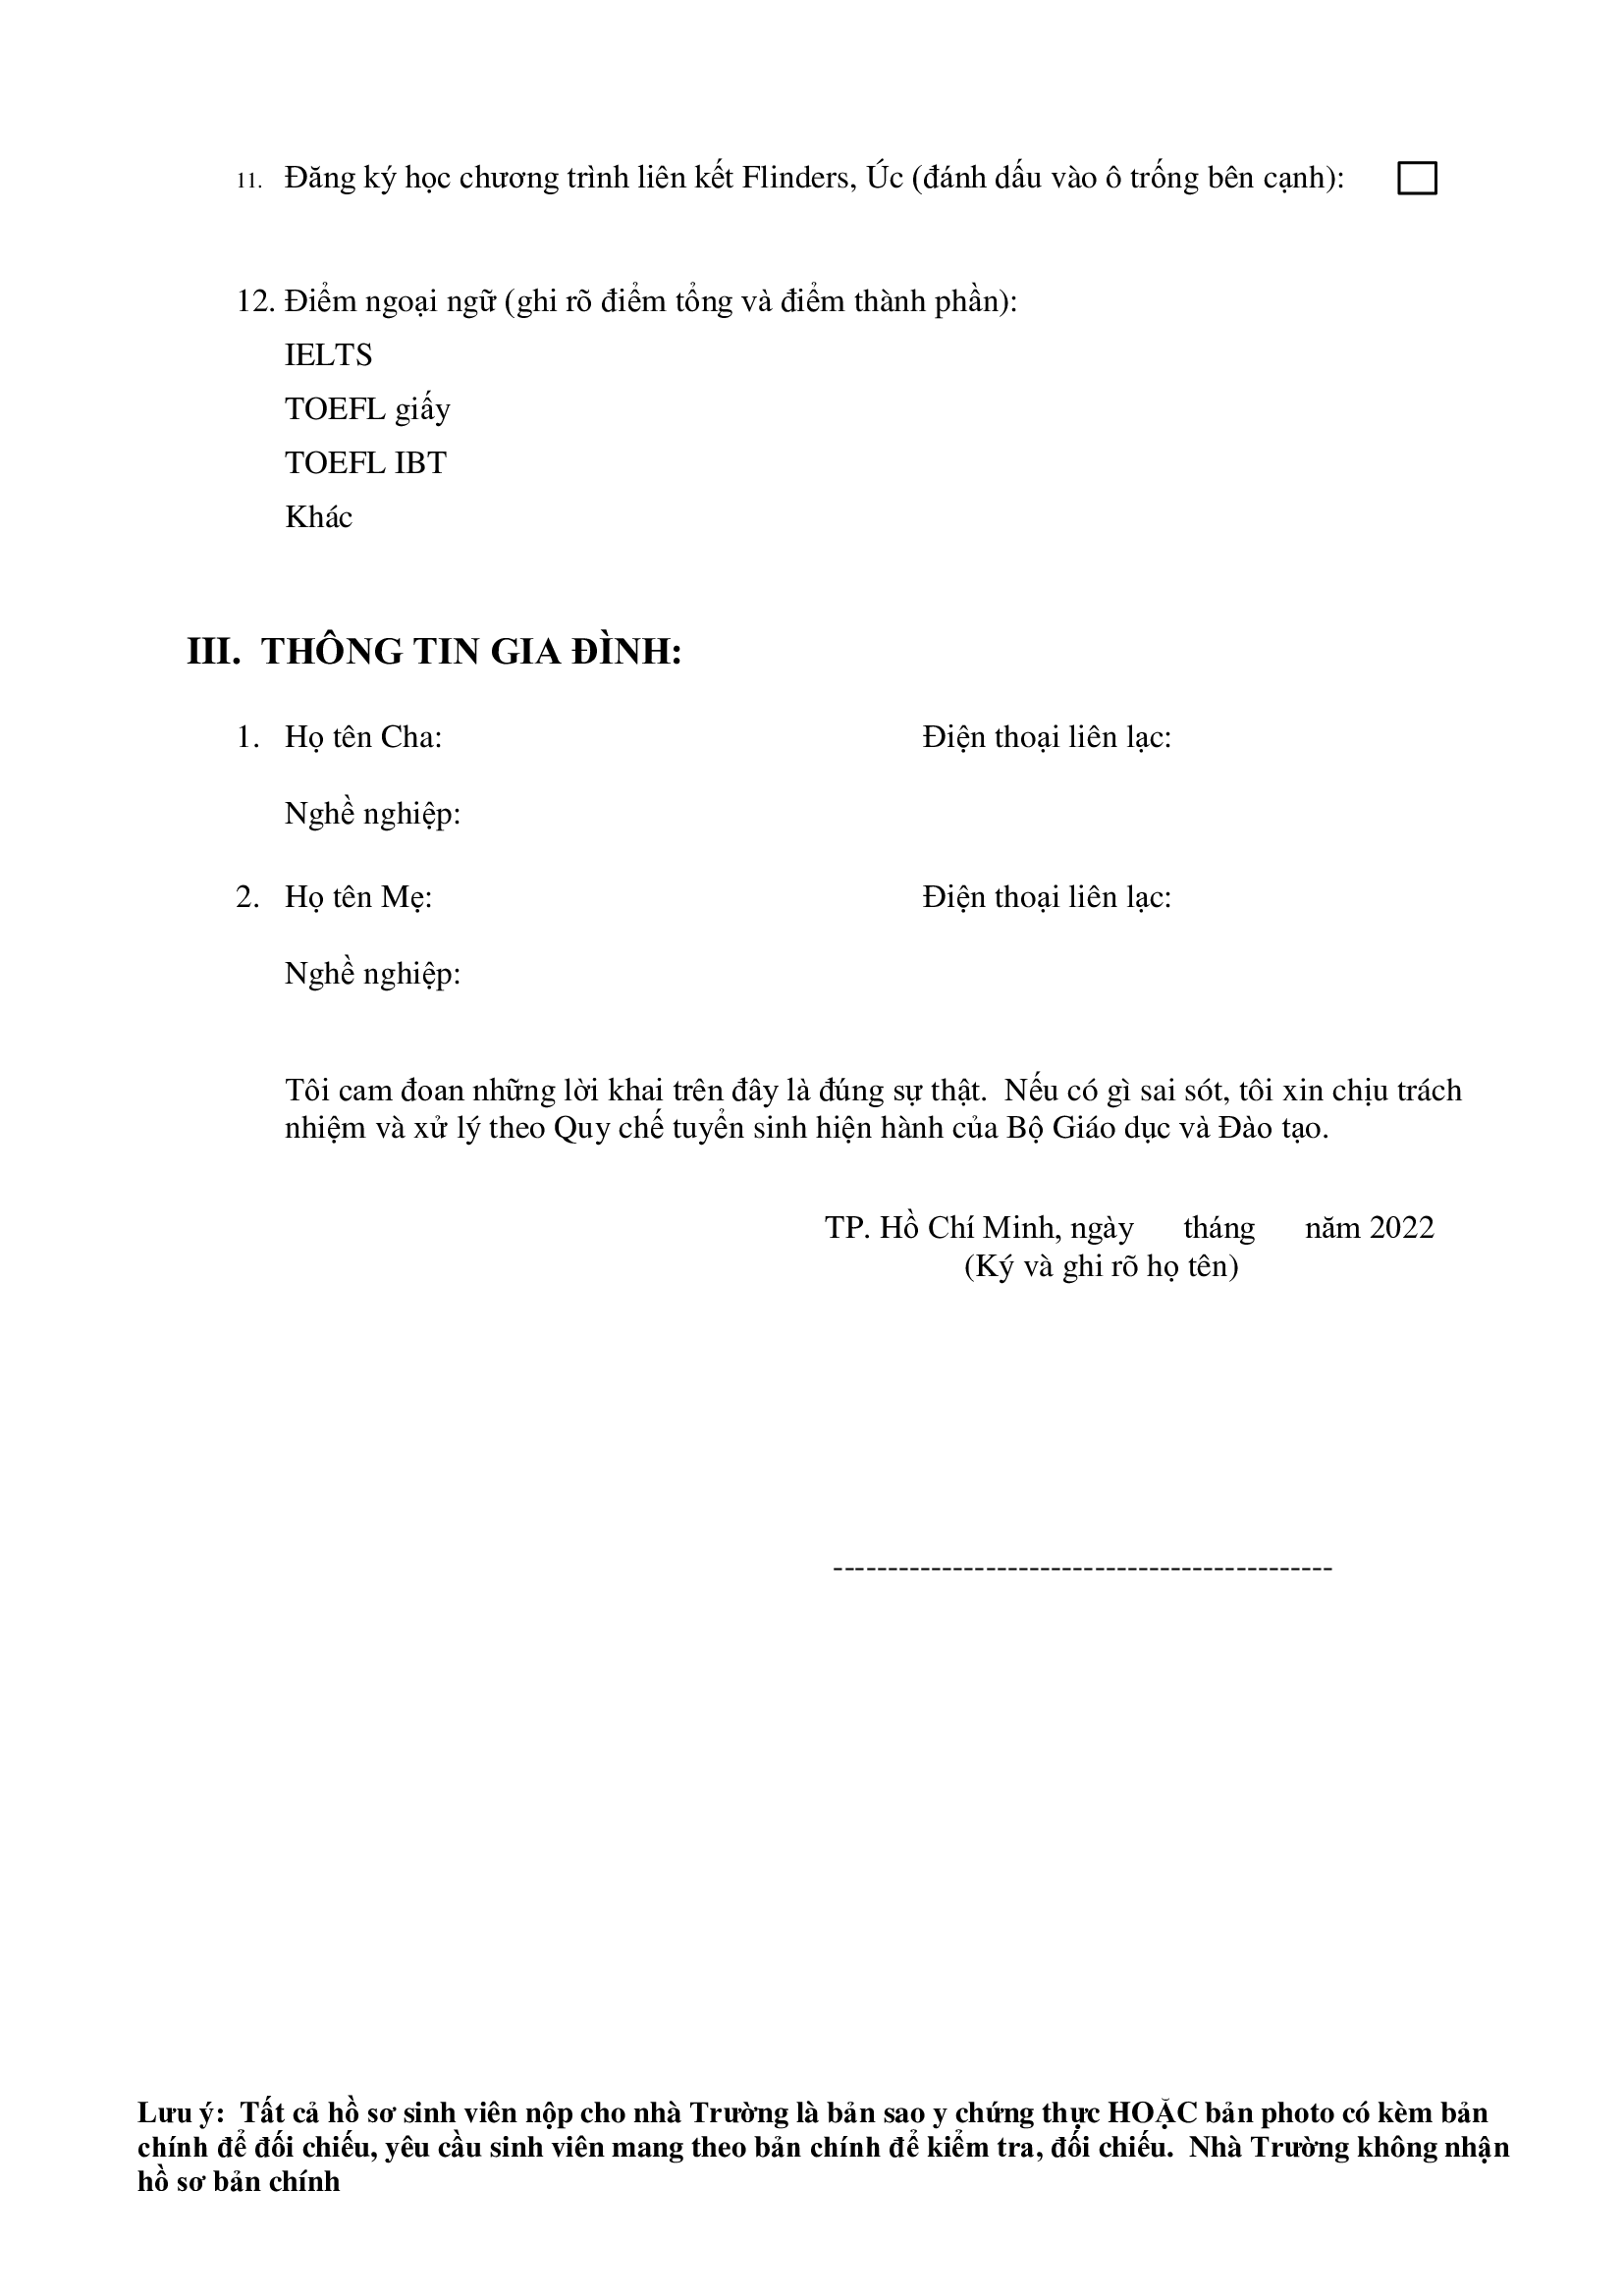 11. Đăng ký học chương trình liên kết Flinders, Úc (đánh dấu vào ô trống bên cạnh):
12. Điểm ngoại ngữ (ghi rõ điểm tổng và điểm thành phần):
IELTS
TOEFL giấy
TOEFL IBT
Khác
III. THÔNG TIN GIA ĐÌNH:
1. Họ tên Cha: Điện thoại liên lạc:
Nghề nghiệp:
2. Họ tên Mẹ: Điện thoại liên lạc:
Nghề nghiệp:
Tôi cam đoan những lời khai trên đây là đúng sự thật. Nếu có gì sai sót, tôi xin chịu trách
nhiệm và xử lý theo Quy chế tuyển sinh hiện hành của Bộ Giáo dục và Đào tạo.
TP. Hồ Chí Minh, ngày tháng năm 2022
(Ký và ghi rõ họ tên)
----------------------------------------------
Lưu ý: Tất cả hồ sơ sinh viên nộp cho nhà Trường là bản sao y chứng thực HOẶC bản photo có kèm bản
chính để đối chiếu, yêu cầu sinh viên mang theo bản chính để kiểm tra, đối chiếu. Nhà Trường không nhận
hồ sơ bản chính